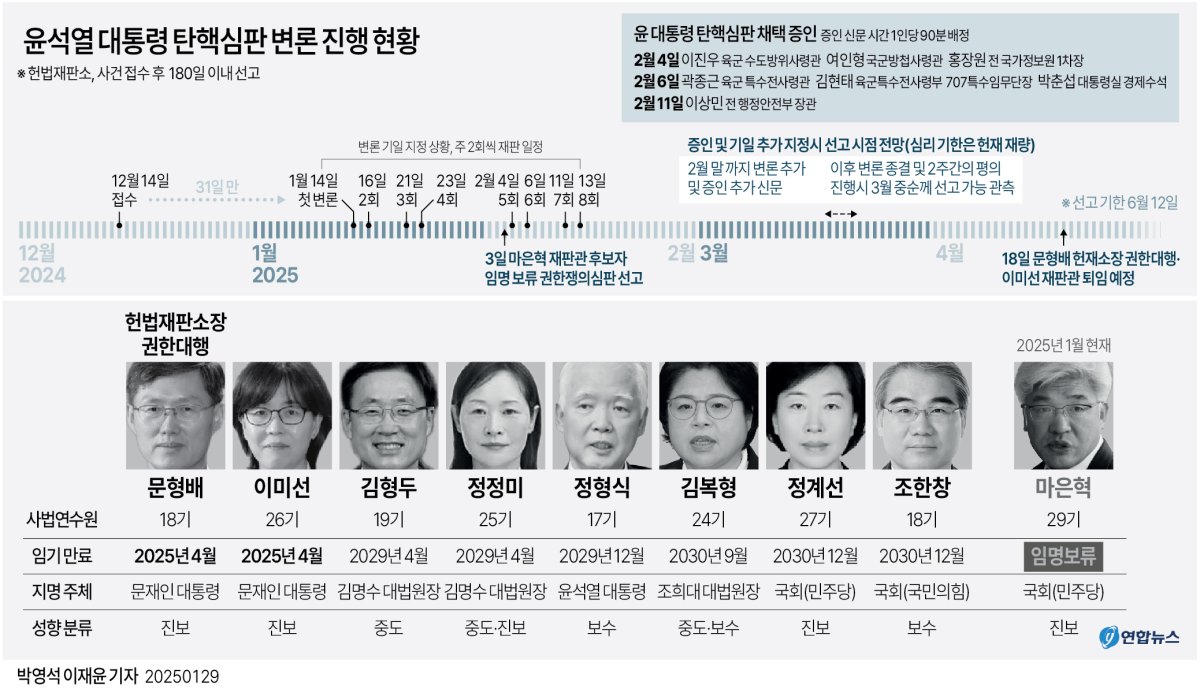 윤석열 대통령 탄핵심판 변론 진행 현황
※ 헌법재판소, 사건 접수 후 180일 이내 선고
윤 대통령 탄핵심판 채택 증인 증인 신문 시간 1인당 90분 배정
2월 4일 이진우 육군 수도방위사령관 여인형 국군방첩사령관 홍장원 전 국가정보원 1차장
2월 6일 곽종근 육군 특수전사령관 김현태 육군특수전사령부 707특수임무단장 박춘섭 대통령실 경제수석
2월 11일 이상민 전 행정안전부 장관
변론 기일 지정 상황, 주 2회씩 재판 일정
증인 및 기일 추가 지정시 선고 시점 전망(심리 기한은 헌재 재량)
2월 말 까지 변론 추가
및 증인 추가 신문
이후 변론 종결 및 2주간의 평의
진행시 3월 중순께 선고 가능 관측
12월 14일
접수
31일 만
1월 14일
첫 변론
16일
2회
21일
3회
23일
4회
2월 4일
5회
6일
6회
11일
7회
13일
8회
※ 선고 기한 6월 12일
12월
2024
1월
2025
3일 마은혁 재판관 후보자
임명 보류 권한쟁의심판 선고
2월
3월
4월
18일 문형배 헌재소장 권한대행·
이미선 재판관 퇴임 예정
헌법재판소장
권한대행
2025년 1월 현재
문형배 이미선 김형두 정정미 정형식 김복형 정계선 조한창 마은혁
사법연수원 18기 26기 19기 25기 17기 24기 27기 18기 29기
임기 만료 2025년 4월 2025년 4월 2029년 4월 2029년 4월 2029년 12월 2030년 9월 2030년 12월 2030년 12월 임명보류
지명 주체 문재인 대통령 문재인 대통령 김명수 대법원장 김명수 대법원장 윤석열 대통령 조희대 대법원장 국회(민주당) 국회(국민의힘) 국회(민주당)
성향 분류 진보 진보 중도 중도·진보 보수 중도·보수 진보 보수 진보
연합뉴스
박영석 이재윤 기자 20250129